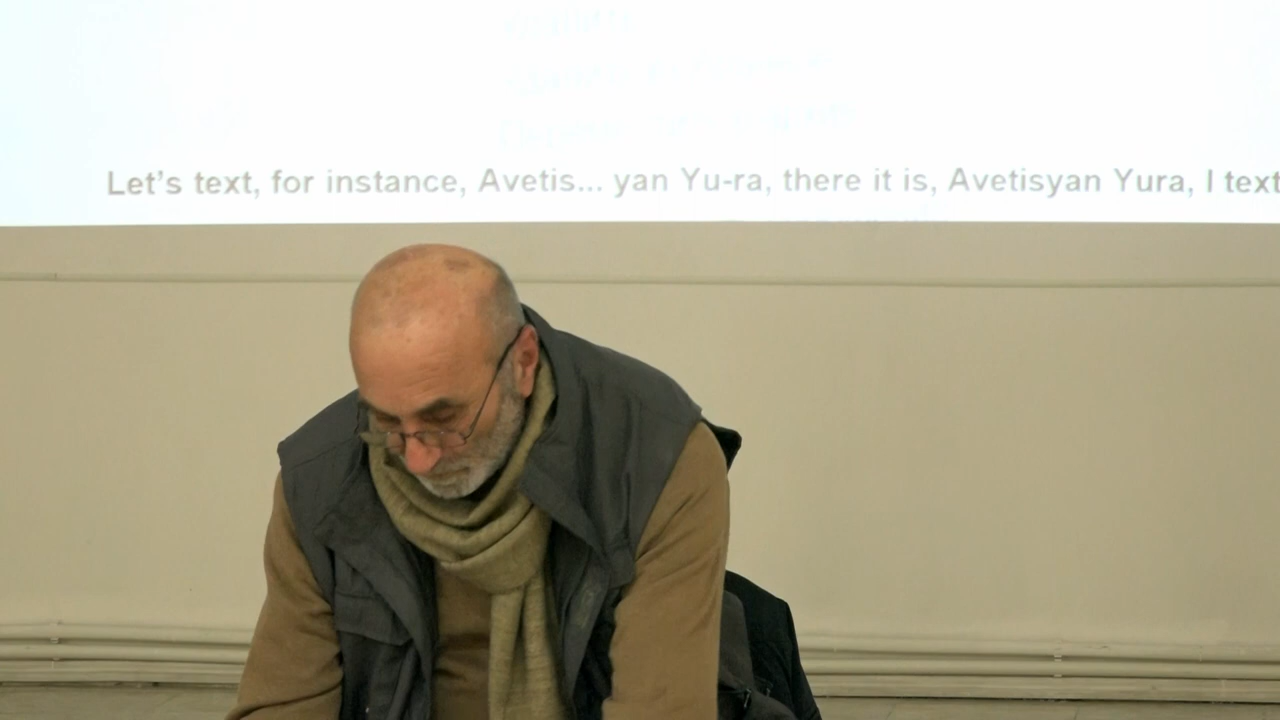 Let's text, for instance, Avetis... yan Yu-ra, there it is, Avetisyan Yura, I text